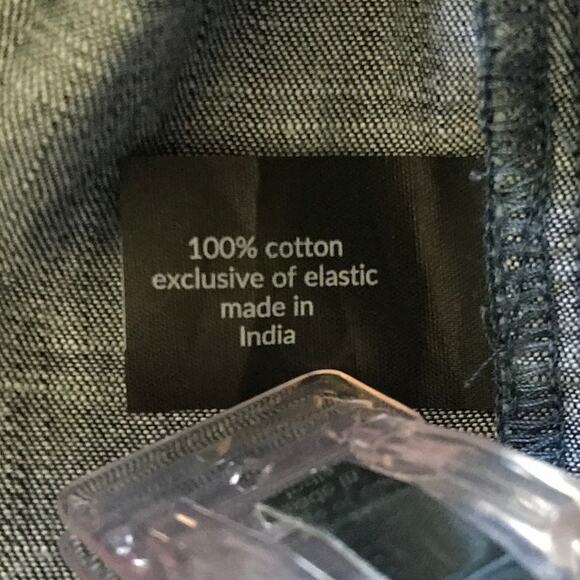 100% cotton
exclusive of elastic
made in
India